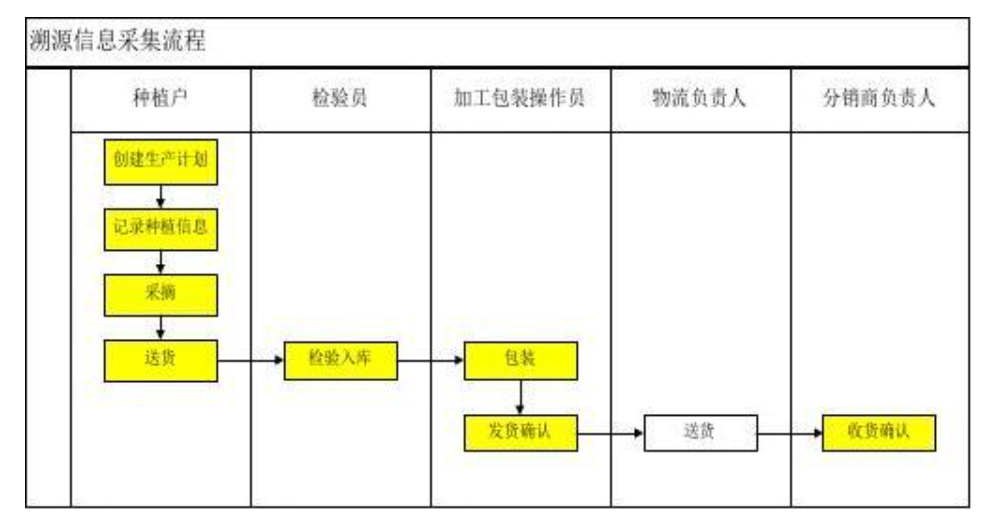 溯源信息采集流程
种植户
检验员
加工包装操作员
物流负责人
分销商负责人
创建生产计划
记录种植信息
采摘
送货
检验入库
包装
发货确认
送货
收货确认